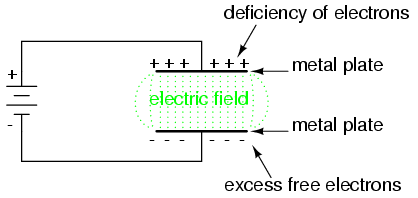 deficiency of electrons
+
+ + + + + +
metal plate
electric field
metal plate
-
- - - - - -
excess free electrons